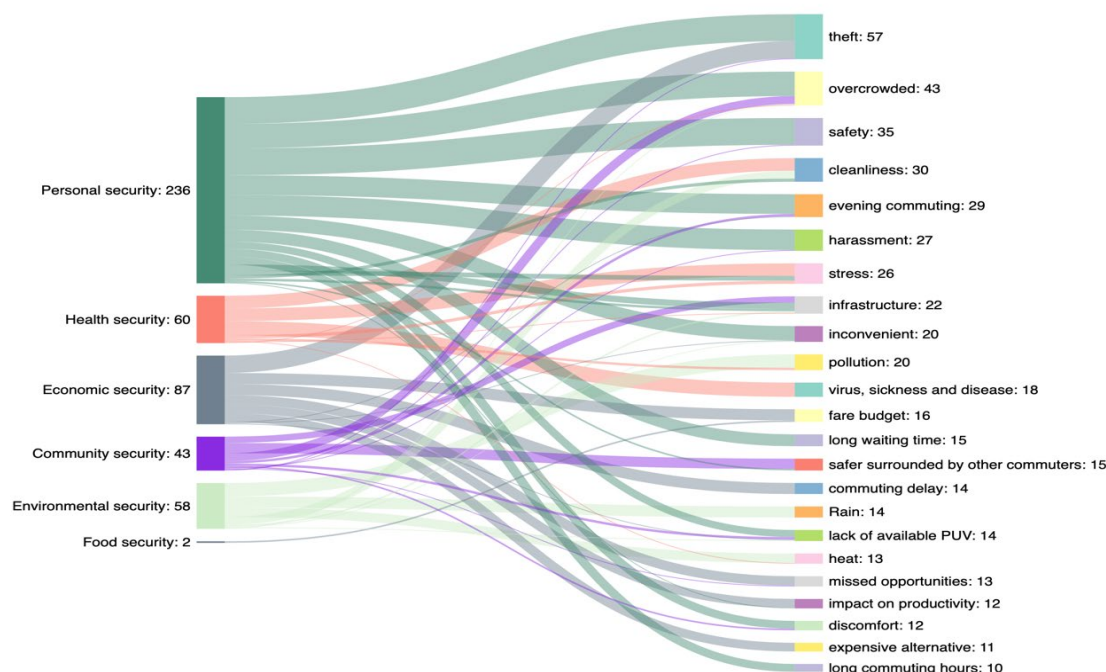 Personal security: 236
Health security: 60
Economic security: 87
Community security: 43
Environmental security: 58
Food security: 2
theft: 57
overcrowded: 43
safety: 35
cleanliness: 30
evening commuting: 29
harassment: 27
stress: 26
infrastructure: 22
inconvenient: 20
pollution: 20
virus, sickness and disease: 18
fare budget: 16
long waiting time: 15
safer surrounded by other commuters: 15
commuting delay: 14
Rain: 14
lack of available PUV: 14
heat: 13
missed opportunities: 13
impact on productivity: 12
discomfort: 12
expensive alternative: 11
long commuting hours: 10